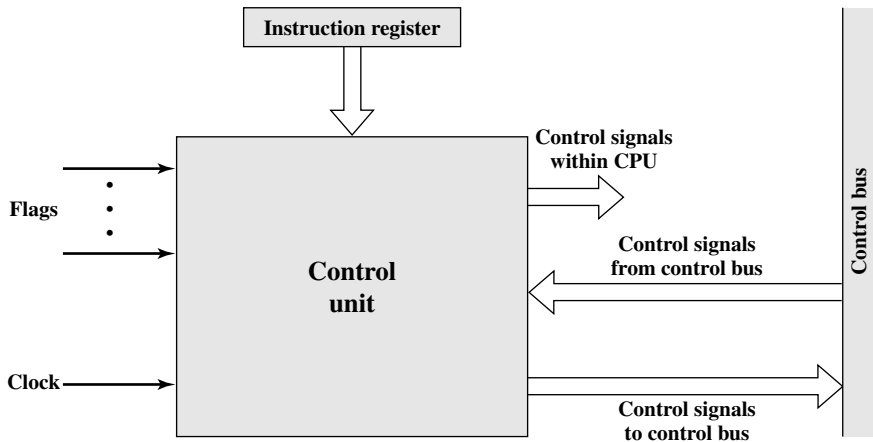 Instruction register
Control signals
within CPU
Flags
Control signals
from control bus
Control
unit
Control bus
Clock
Control signals
to control bus